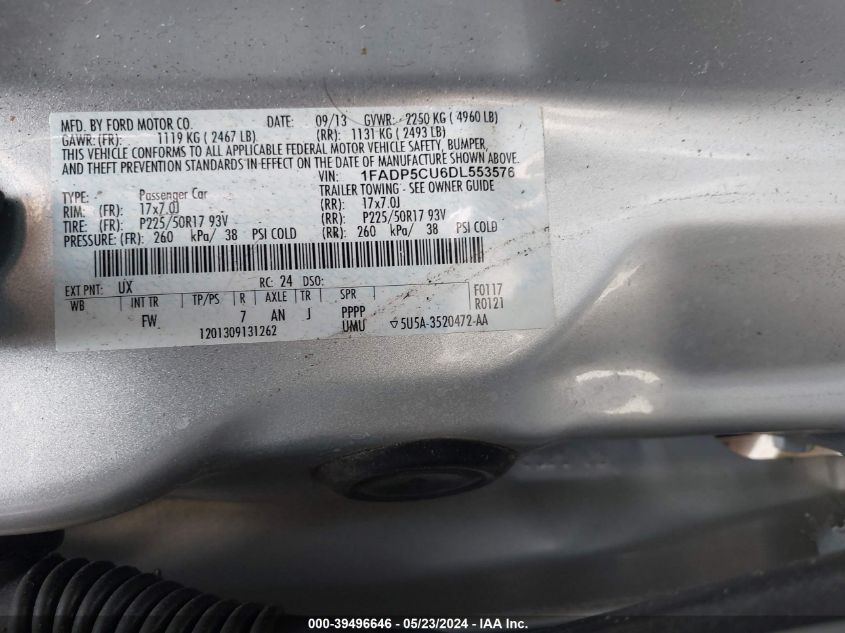 MFD. BY FORD MOTOR CO. DATE: 09/13 GVWR: 2250 KG ( 4960 LB)
GAWR: (FR): 1119 KG ( 2467 LB) (RR): 1131 KG ( 2493 LB)
THIS VEHICLE CONFORMS TO ALL APPLICABLE FEDERAL MOTOR VEHICLE SAFETY, BUMPER,
AND THEFT PREVENTION STANDARDS IN EFFECT ON THE DATE OF MANUFACTURE SHOWN ABOVE.
VIN: 1FADP5CU6DL553576
TYPE: Passenger Car TRAILER TOWING - SEE OWNER GUIDE
RIM: (FR): 17x7.0J (RR): 17x7.0J
TIRE: (FR): P225/50R17 93V (RR): P225/50R17 93V
PRESSURE: (FR): 260 kPa/ 38 PSI COLD (RR): 260 kPa/ 38 PSI COLD
EXT PNT: UX RC: 24 DSO: F0117
WB INT TR TP/PS R AXLE TR SPR R0121
FW 7 AN J PPPP
1201309131262 UMU ▽5U5A-3520472-AA
000-39496646 - 05/23/2024 - IAA Inc.